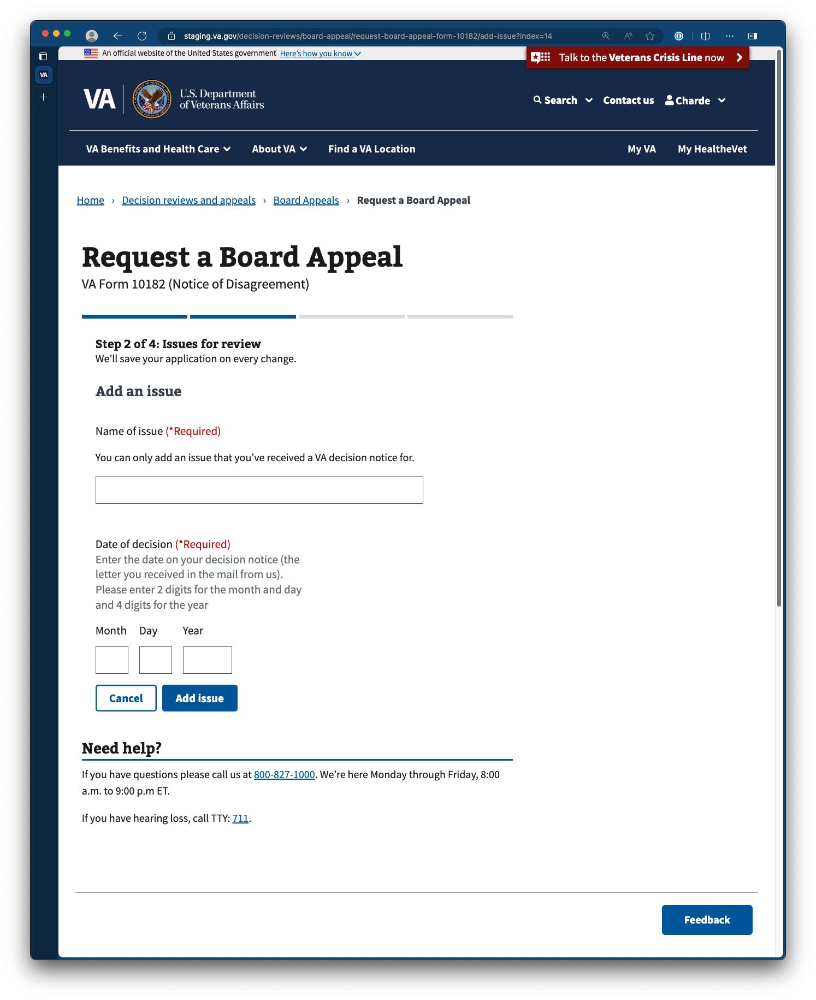 staging.va.gov/decision-reviews/board-appeal/request-board-appeal-form-10182/add-issue?index=14
VA
An official website of the United States government Here's how you know
Talk to the Veterans Crisis Line now
VA
U.S. Department
of Veterans Affairs
Search
Contact us
Charde
VA Benefits and Health Care
About VA
Find a VA Location
My VA
My HealtheVet
Home › Decision reviews and appeals › Board Appeals › Request a Board Appeal
Request a Board Appeal
VA Form 10182 (Notice of Disagreement)
Step 2 of 4: Issues for review
We’ll save your application on every change.
Add an issue
Name of issue (*Required)
You can only add an issue that you’ve received a VA decision notice for.
Date of decision (*Required)
Enter the date on your decision notice (the
letter you received in the mail from us).
Please enter 2 digits for the month and day
and 4 digits for the year
Month Day Year
Cancel
Add issue
Need help?
If you have questions please call us at 800-827-1000. We’re here Monday through Friday, 8:00
a.m. to 9:00 p.m ET.
If you have hearing loss, call TTY: 711.
Feedback